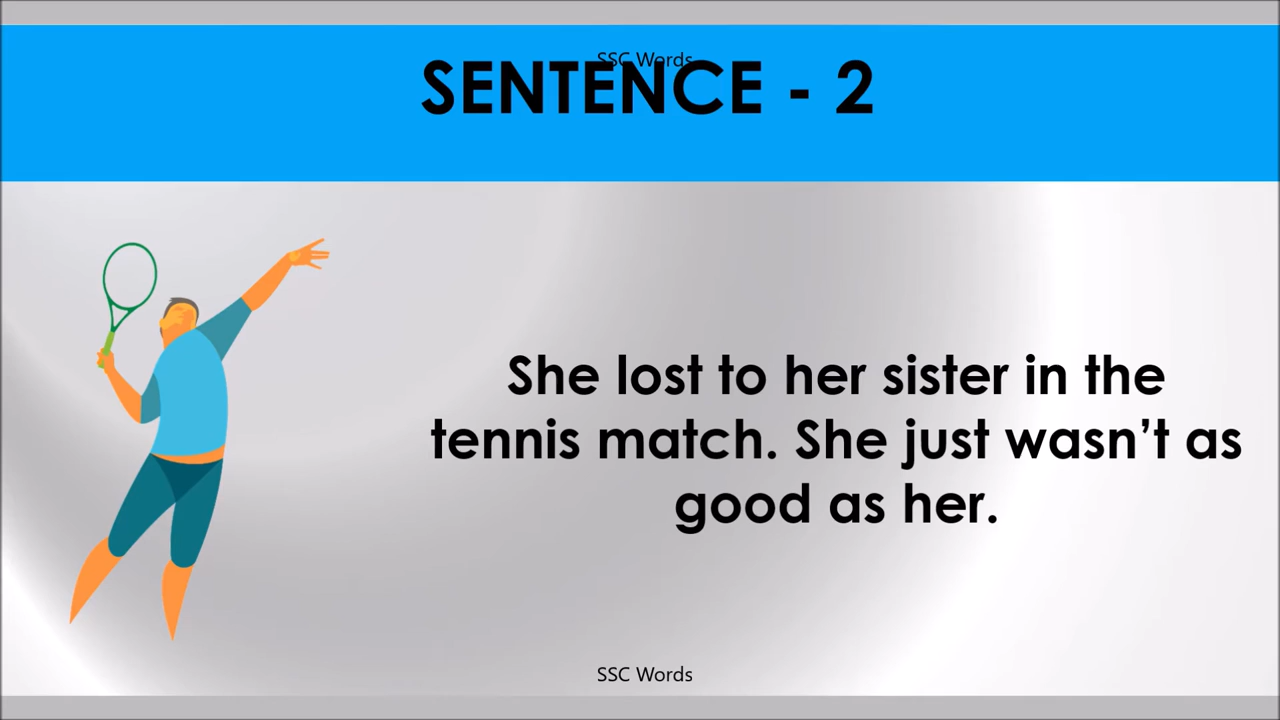 SSC Words
SENTENCE - 2
She lost to her sister in the
tennis match. She just wasn’t as
good as her.
SSC Words